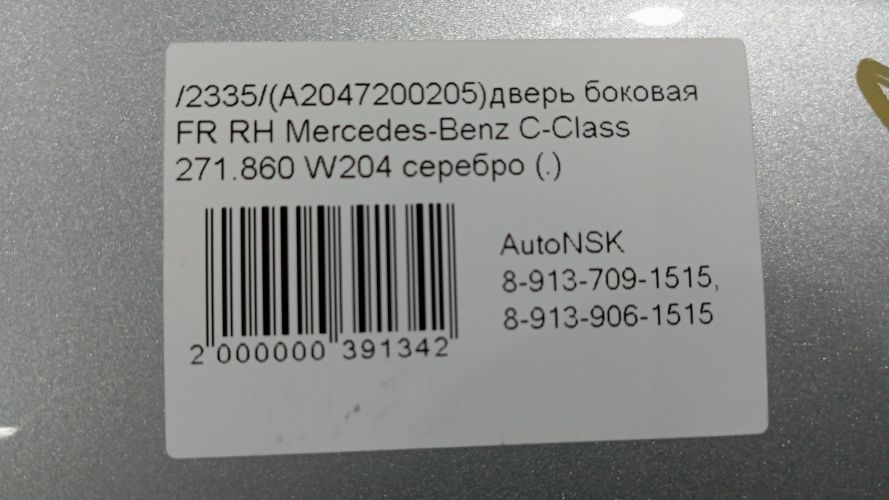 /2335/(A2047200205)дверь боковая
FR RH Mercedes-Benz C-Class
271.860 W204 серебро (.)
AutoNSK
8-913-709-1515,
8-913-906-1515
2 000000 391342